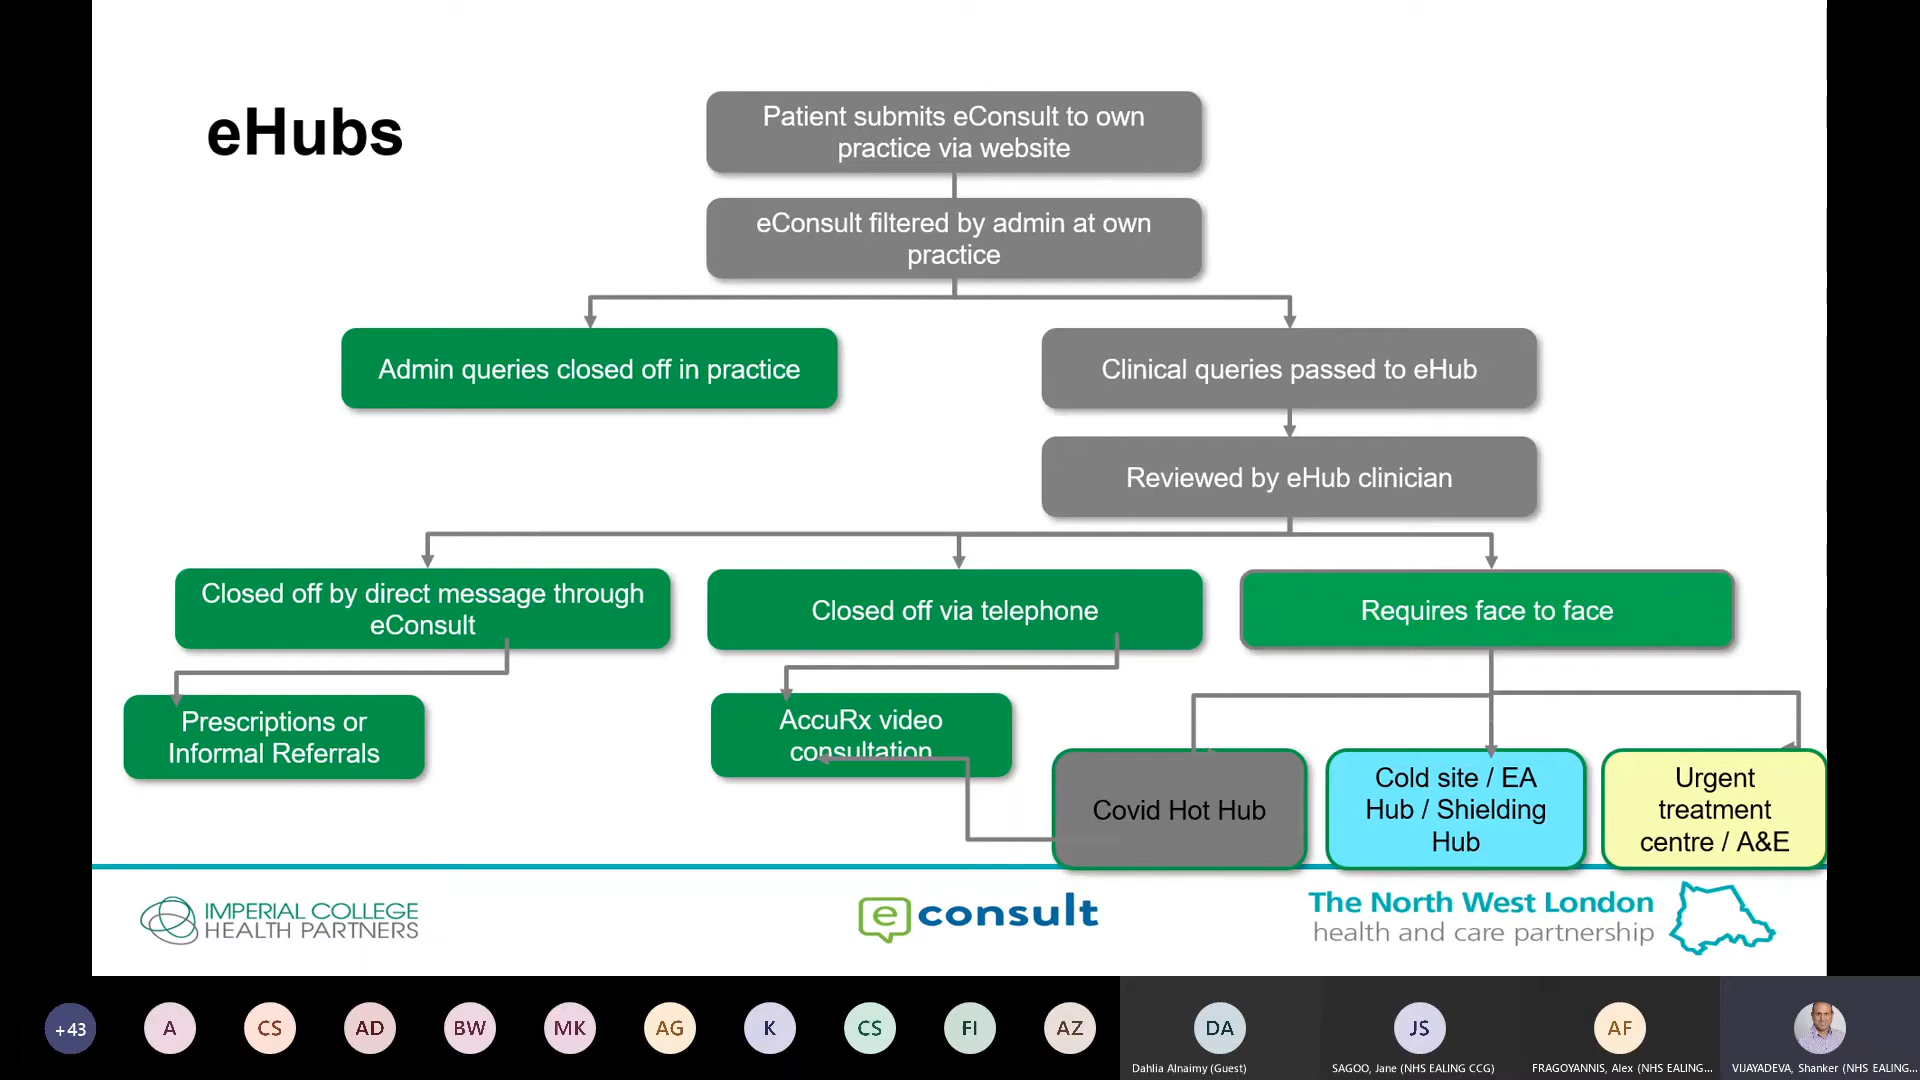 eHubs
Patient submits eConsult to own
practice via website
eConsult filtered by admin at own
practice
Admin queries closed off in practice
Clinical queries passed to eHub
Reviewed by eHub clinician
Closed off by direct message through
eConsult
Closed off via telephone
Requires face to face
Prescriptions or
Informal Referrals
AccuRx video
consultation
Covid Hot Hub
Cold site / EA
Hub / Shielding
Hub
Urgent
treatment
centre / A&E
IMPERIAL COLLEGE
HEALTH PARTNERS
e consult
The North West London
health and care partnership
+43
A
CS
AD
BW
MK
AG
K
CS
FI
AZ
DA
JS
AF
Dahlia Alnaimy (Guest)
SAGOO, Jane (NHS EALING CCG)
FRAGOYANNIS, Alex (NHS EALING...
VIJAYADEVA, Shanker (NHS EALING...